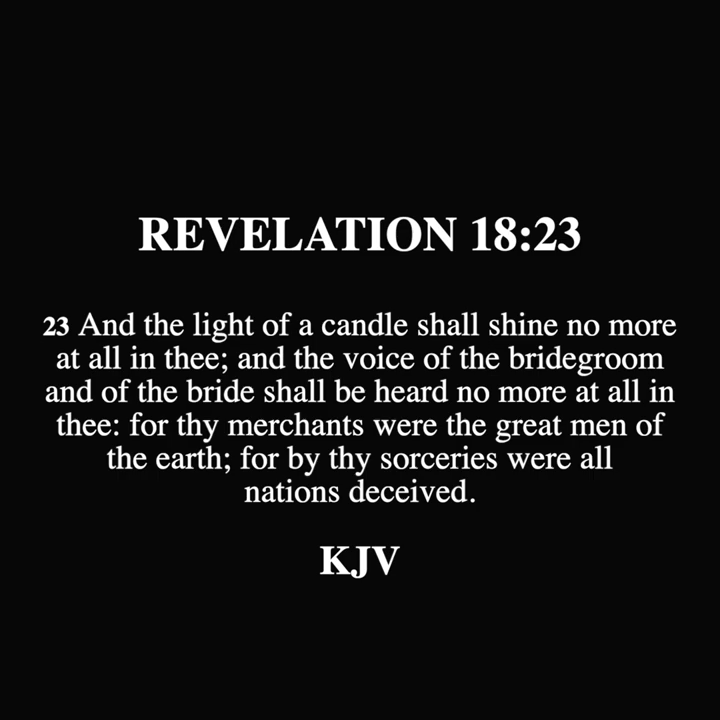 REVELATION 18:23
23 And the light of a candle shall shine no more
at all in thee; and the voice of the bridegroom
and of the bride shall be heard no more at all in
thee: for thy merchants were the great men of
the earth; for by thy sorceries were all
nations deceived.
KJV